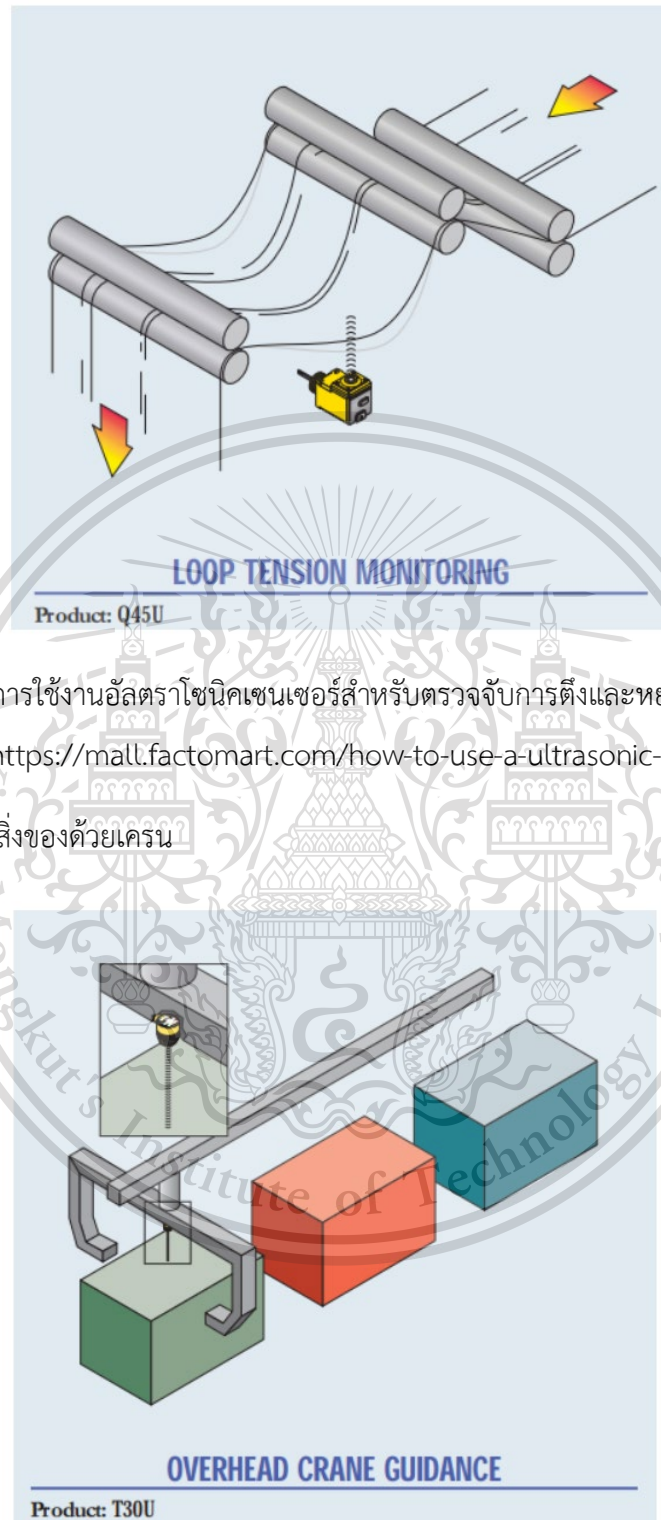 LOOP TENSION MONITORING
Product: Q45U
การใช้งานอัลตราโซนิคเซนเซอร์สำหรับตรวจจับการตึงและ
https://mall.factomart.com/how-to-use-a-ultrasonic-
สิ่งของด้วยเครน
Institute of Technology
OVERHEAD CRANE GUIDANCE
Product: T30U